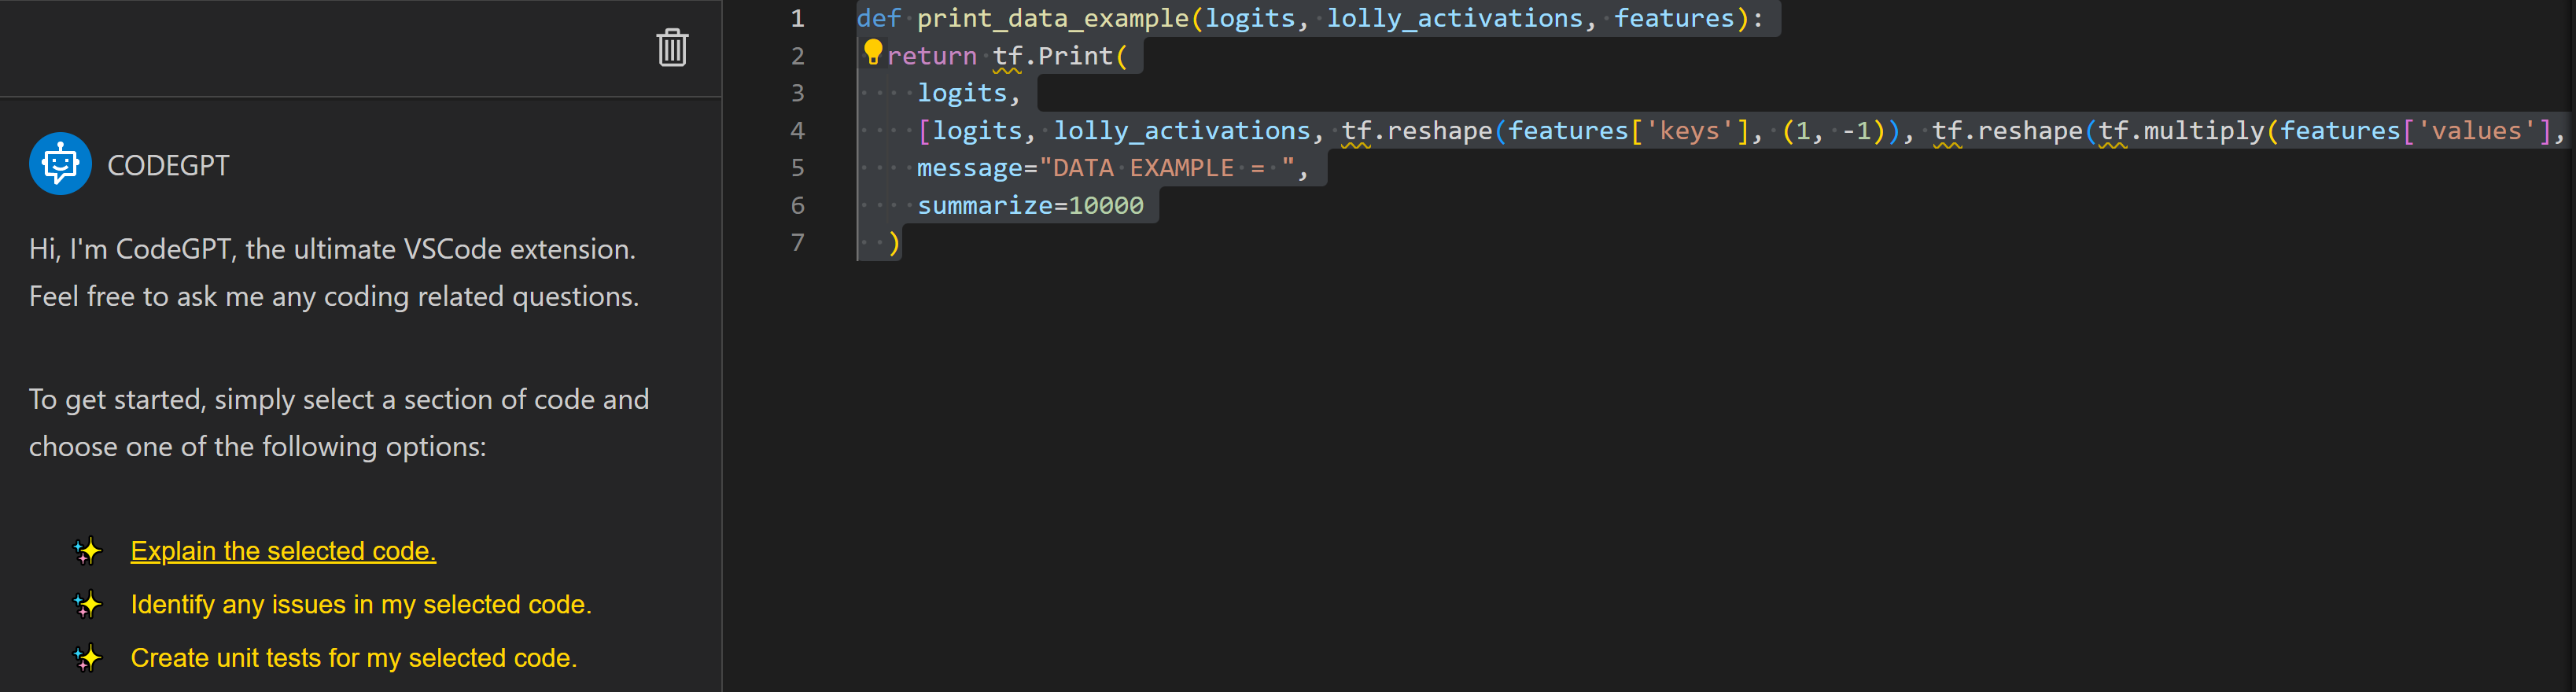 CODEGPT
Hi, I'm CodeGPT, the ultimate VSCode extension.
Feel free to ask me any coding related questions.
To get started, simply select a section of code and
choose one of the following options:
Explain the selected code.
Identify any issues in my selected code.
Create unit tests for my selected code.
1 def print_data_example(logits, lolly_activations, features):
2   return tf.Print(
3     logits,
4     [logits, lolly_activations, tf.reshape(features['keys'], (1, -1)), tf.reshape(tf.multiply(features['values'],
5     message="DATA EXAMPLE = ",
6     summarize=10000
7   )